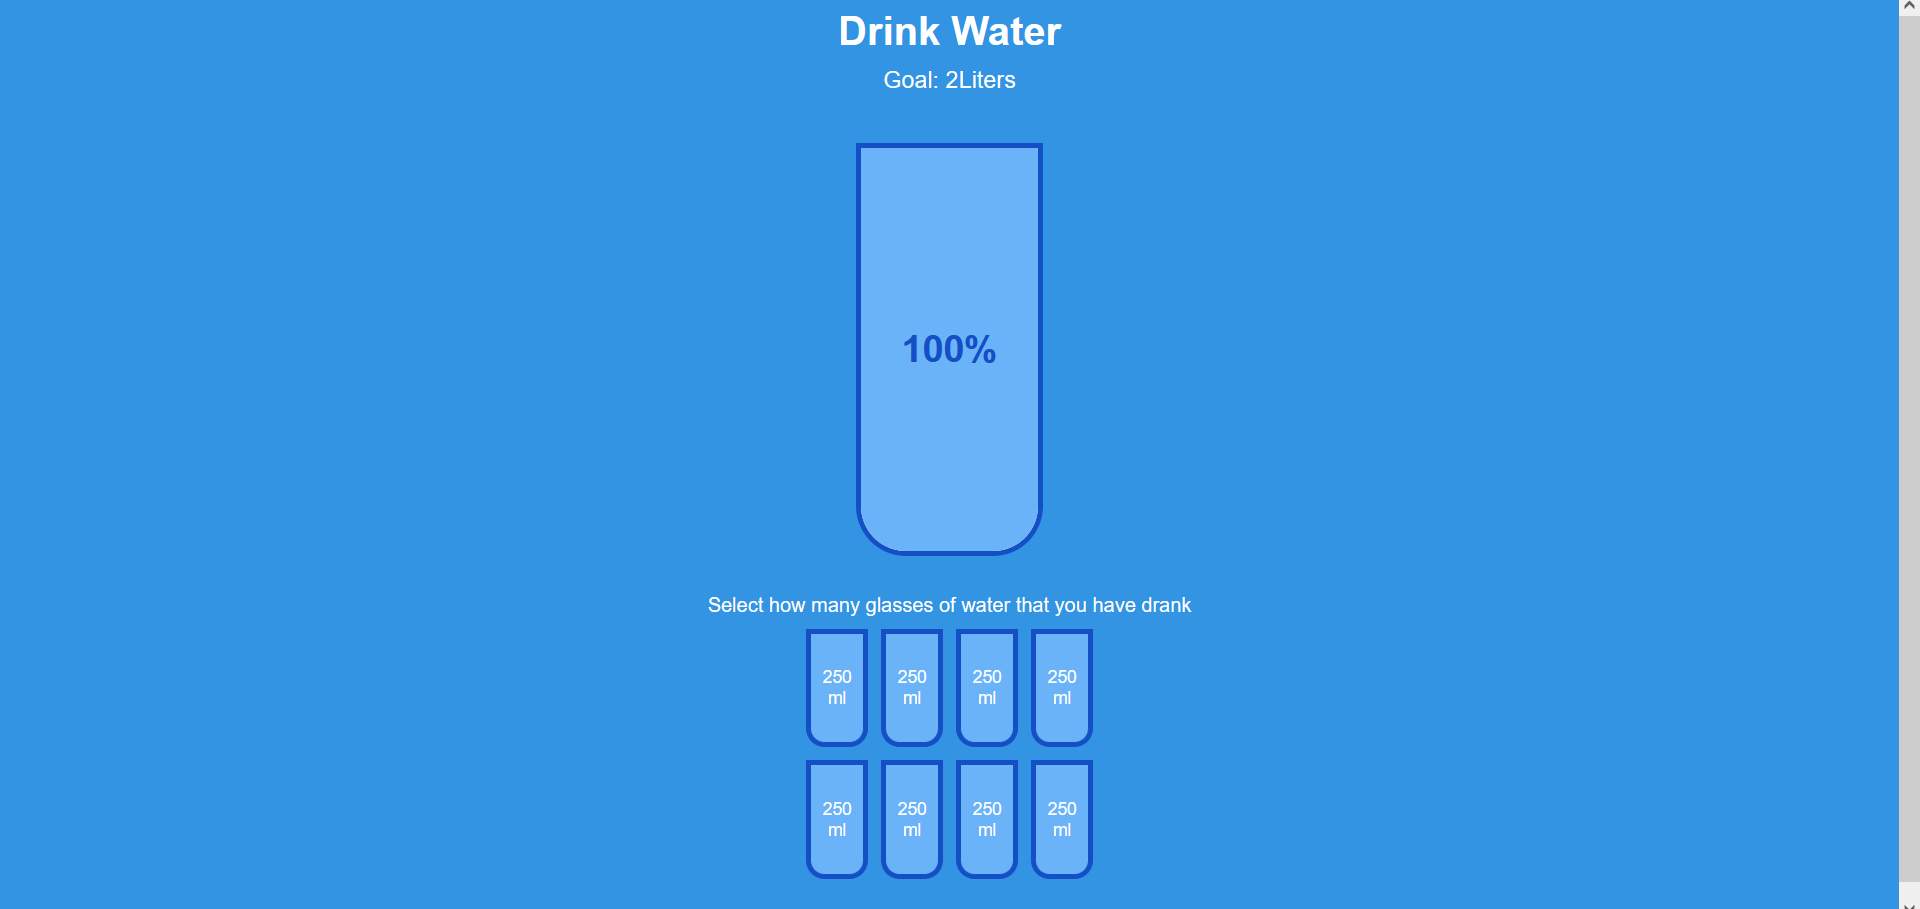 Drink Water
Goal: 2Liters
100%
Select how many glasses of water that you have drank
250 250 250 250
ml ml ml ml
250 250 250 250
ml ml ml ml